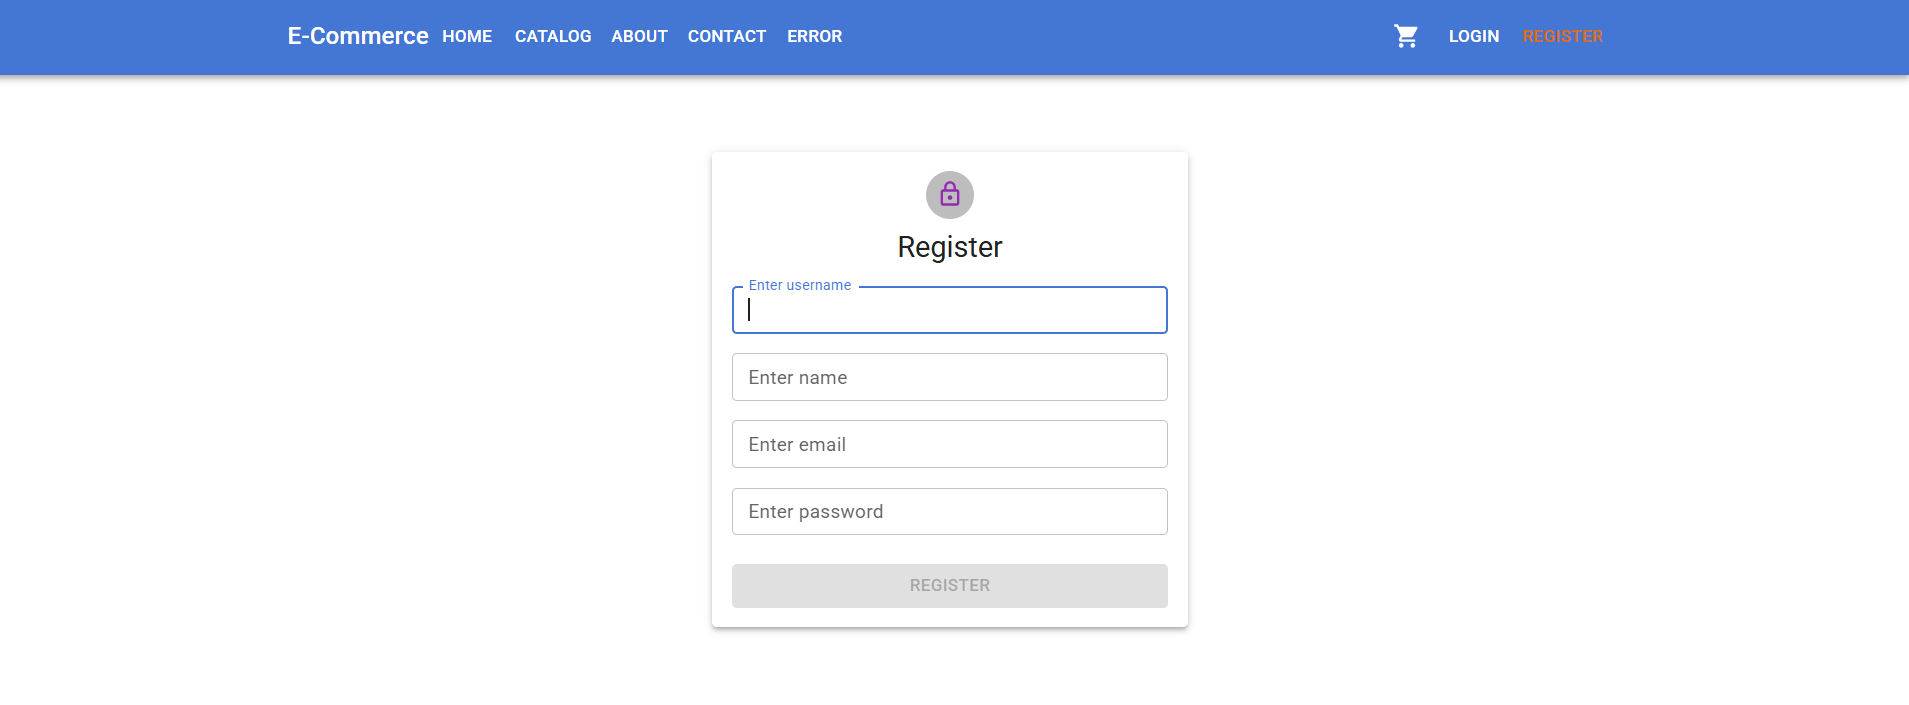 E-Commerce HOME CATALOG ABOUT CONTACT ERROR LOGIN REGISTER
Register
Enter username
Enter name
Enter email
Enter password
REGISTER